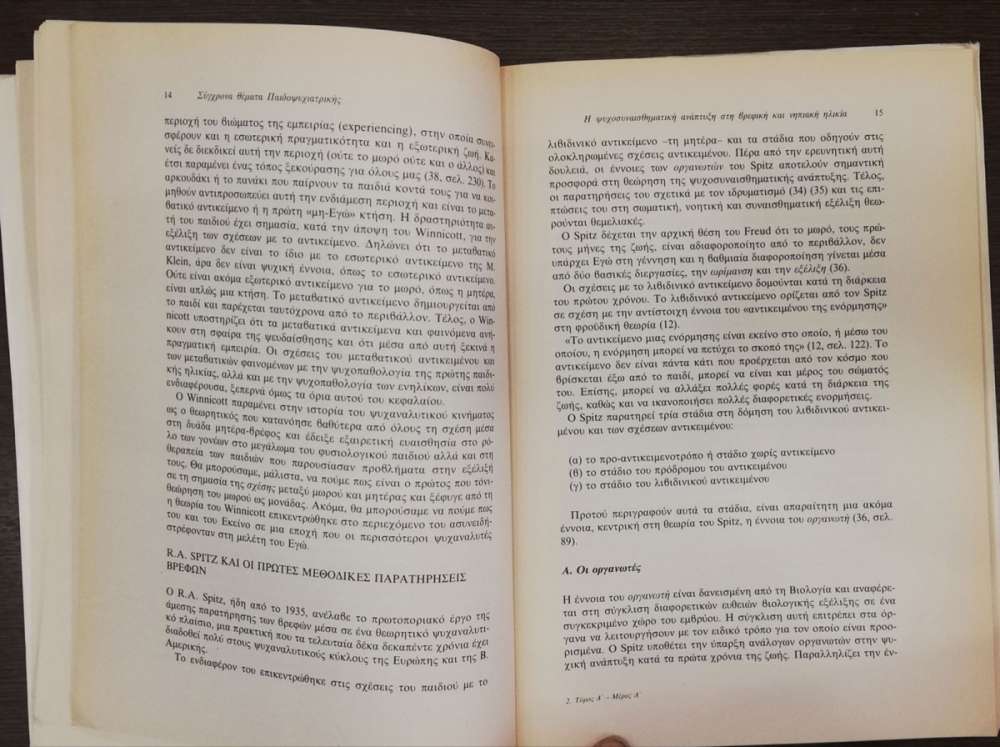 14 Σύγχρονα θέματα Παιδοψυχιατρικής
περιοχή του βιώματος της εμπειρίας (experiencing), στην οποία συνει-
σφέρουν και η εσωτερική πραγματικότητα και η εξωτερική ζωή. Κα-
νείς δε διεκδικεί αυτή την περιοχή (ούτε το μωρό ούτε και ο άλλος) και
έτσι παραμένει ένας τόπος ξεκούρασης για όλους μας (38, σελ. 230). Το
αρκουδάκι ή το πανάκι που παίρνουν τα παιδιά κοντά τους για να κοι-
μηθούν αντιπροσωπεύει αυτή την ενδιάμεση περιοχή και είναι το μετα-
βατικό αντικείμενο ή η πρώτη «μη-Εγώ» κτήση. Η δραστηριότητα αυ-
τή του παιδιού έχει σημασία, κατά την άποψη του Winnicott, για την
εξέλιξη των σχέσεων με το αντικείμενο. Δηλώνει ότι το μεταβατικό
αντικείμενο δεν είναι το ίδιο με το εσωτερικό αντικείμενο της M.
Klein, άρα δεν είναι ψυχική έννοια, όπως το εσωτερικό αντικείμενο.
Ούτε είναι ακόμα εξωτερικό αντικείμενο για το μωρό, όπως η μητέρα,
είναι απλώς μια κτήση. Το μεταβατικό αντικείμενο δημιουργείται από
το παιδί και παρέχεται ταυτόχρονα από το περιβάλλον. Τέλος, ο Win-
nicott υποστηρίζει ότι τα μεταβατικά αντικείμενα και φαινόμενα ανή-
κουν στη σφαίρα της ψευδαίσθησης και ότι μέσα από αυτή ξεκινά η
πραγματική εμπειρία. Οι σχέσεις του μεταβατικού αντικειμένου και
των μεταβατικών φαινομένων με την ψυχοπαθολογία της πρώτης παιδι-
κής ηλικίας, αλλά και με την ψυχοπαθολογία των ενηλίκων, είναι πολύ
ενδιαφέρουσα, ξεπερνά όμως τα όρια αυτού του κεφαλαίου.
Ο Winnicott παραμένει στην ιστορία του ψυχαναλυτικού κινήματος
ως ο θεωρητικός που κατανόησε βαθύτερα από όλους τη σχέση μέσα
στη δυάδα μητέρα-βρέφος και έδειξε εξαιρετική ευαισθησία στο ρό-
λο των γονέων στο μεγάλωμα του φυσιολογικού παιδιού αλλά και στη
θεραπεία των παιδιών που παρουσίασαν προβλήματα στην εξέλιξή
τους. Θα μπορούσαμε, μάλιστα, να πούμε πως είναι ο πρώτος που τόνι-
σε τη σημασία της σχέσης μεταξύ μωρού και μητέρας και ξέφυγε από τη
θεώρηση του μωρού ως μονάδας. Ακόμα, θα μπορούσαμε να πούμε πως
η θεωρία του Winnicott επικεντρώθηκε στο περιεχόμενο του ασυνειδή-
του και του Εκείνο σε μια εποχή που οι περισσότεροι ψυχαναλυτές
στρέφονταν στη μελέτη του Εγώ.
R.A. SPITZ ΚΑΙ ΟΙ ΠΡΩΤΕΣ ΜΕΘΟΔΙΚΕΣ ΠΑΡΑΤΗΡΗΣΕΙΣ
ΒΡΕΦΩΝ
Ο R.A. Spitz, ήδη από το 1935, ανέλαβε το πρωτοποριακό έργο της
άμεσης παρατήρησης των βρεφών μέσα σε ένα θεωρητικό ψυχαναλυτι-
κό πλαίσιο, μια πρακτική που τα τελευταία δέκα δεκαπέντε χρόνια έχει
διαδοθεί πολύ στους ψυχαναλυτικούς κύκλους της Ευρώπης και της Β.
Αμερικής.
Το ενδιαφέρον του επικεντρώθηκε στις σχέσεις του παιδιού με το
Η ψυχοσυναισθηματική ανάπτυξη στη βρεφική και νηπιακή ηλικία 15
λιβιδινικό αντικείμενο –τη μητέρα– και τα στάδια που οδηγούν στις
ολοκληρωμένες σχέσεις αντικειμένου. Πέρα από την ερευνητική αυτή
δουλειά, οι έννοιες των οργανωτών του Spitz αποτελούν σημαντική
προσφορά στη θεώρηση της ψυχοσυναισθηματικής ανάπτυξης. Τέλος,
οι παρατηρήσεις του σχετικά με τον ιδρυματισμό (34) (35) και τις επι-
πτώσεις του στη σωματική, νοητική και συναισθηματική εξέλιξη θεω-
ρούνται θεμελιακές.
Ο Spitz δέχεται την αρχική θέση του Freud ότι το μωρό, τους πρώ-
τους μήνες της ζωής, είναι αδιαφοροποίητο από το περιβάλλον, δεν
υπάρχει Εγώ στη γέννηση και η βαθμιαία διαφοροποίηση γίνεται μέσα
από δύο βασικές διεργασίες, την ωρίμανση και την εξέλιξη (36).
Οι σχέσεις με το λιβιδινικό αντικείμενο δομούνται κατά τη διάρκεια
του πρώτου χρόνου. Το λιβιδινικό αντικείμενο ορίζεται από τον Spitz
σε σχέση με την αντίστοιχη έννοια του «αντικειμένου της ενόρμησης»
στη φροϋδική θεωρία (12).
«Το αντικείμενο μιας ενόρμησης είναι εκείνο στο οποίο, ή μέσω του
οποίου, η ενόρμηση μπορεί να πετύχει το σκοπό της» (12, σελ. 122). Το
αντικείμενο δεν είναι πάντα κάτι που προέρχεται από τον κόσμο που
βρίσκεται έξω από το παιδί, μπορεί να είναι και μέρος του σώματός
του. Επίσης, μπορεί να αλλάξει πολλές φορές κατά τη διάρκεια της
ζωής, καθώς και να ικανοποιήσει πολλές διαφορετικές ενορμήσεις.
Ο Spitz παρατηρεί τρία στάδια στη δόμηση του λιβιδινικού αντικει-
μένου και των σχέσεων αντικειμένου:
(α) το προ-αντικειμενοτρόπο ή στάδιο χωρίς αντικείμενο
(β) το στάδιο του πρόδρομου του αντικειμένου
(γ) το στάδιο του λιβιδινικού αντικειμένου
Προτού περιγραφούν αυτά τα στάδια, είναι απαραίτητη μια ακόμα
έννοια, κεντρική στη θεωρία του Spitz, η έννοια του οργανωτή (36, σελ.
89).
Α. Οι οργανωτές
Η έννοια του οργανωτή είναι δανεισμένη από τη Βιολογία και αναφέρε-
ται στη σύγκλιση διαφορετικών ευθειών βιολογικής εξέλιξης σε ένα
συγκεκριμένο χώρο του εμβρύου. Η σύγκλιση αυτή επιτρέπει στα όρ-
γανα να λειτουργήσουν με τον ειδικό τρόπο για τον οποίο είναι προο-
ρισμένα. Ο Spitz υποθέτει την ύπαρξη ανάλογων οργανωτών στην ψυ-
χική ανάπτυξη κατά τα πρώτα χρόνια της ζωής. Παραλληλίζει την έν-
2. Τόμος Α΄ – Μέρος Α΄